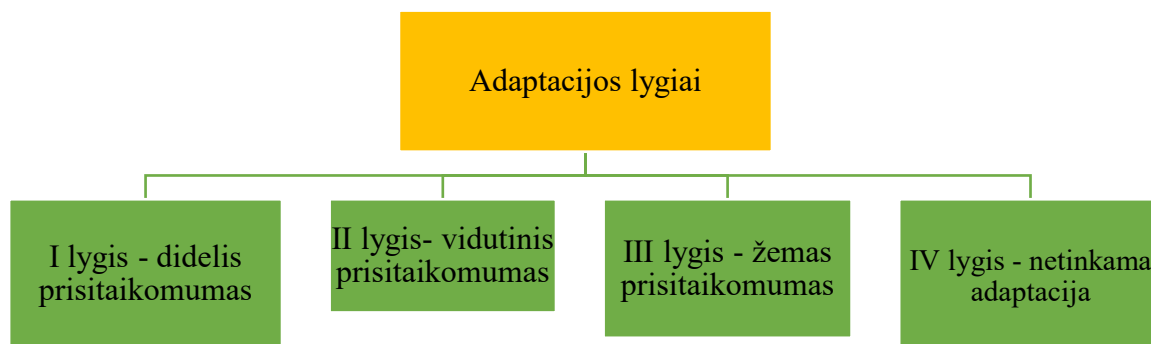 Adaptacijos lygiai
I lygis - didelis
prisitaikomumas
II lygis- vidutinis
prisitaikomumas
III lygis - žemas
prisitaikomumas
IV lygis - netinkama
adaptacija